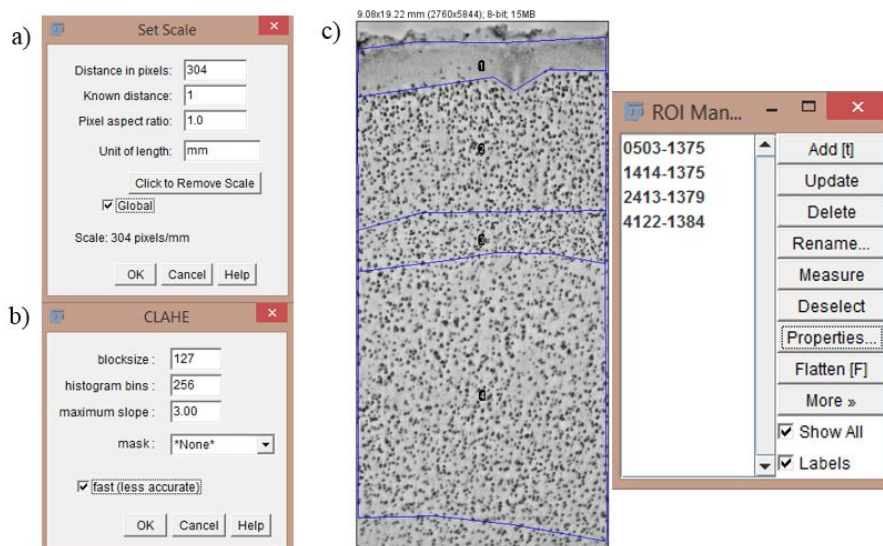 a)
Set Scale
Distance in pixels: 304
Known distance: 1
Pixel aspect ratio: 1.0
Unit of length: mm
Click to Remove Scale
Global
Scale: 304 pixels/mm
OK Cancel Help
b)
CLAHE
blocksize : 127
histogram bins : 256
maximum slope : 3.00
mask : *None*
fast (less accurate)
OK Cancel Help
c)
9.08x19.22 mm (2760x5844); 8-bit; 15MB
1
2
3
4
ROI Man...
0503-1375
1414-1375
2413-1379
4122-1384
Add [t]
Update
Delete
Rename...
Measure
Deselect
Properties...
Flatten [F]
More »
Show All
Labels